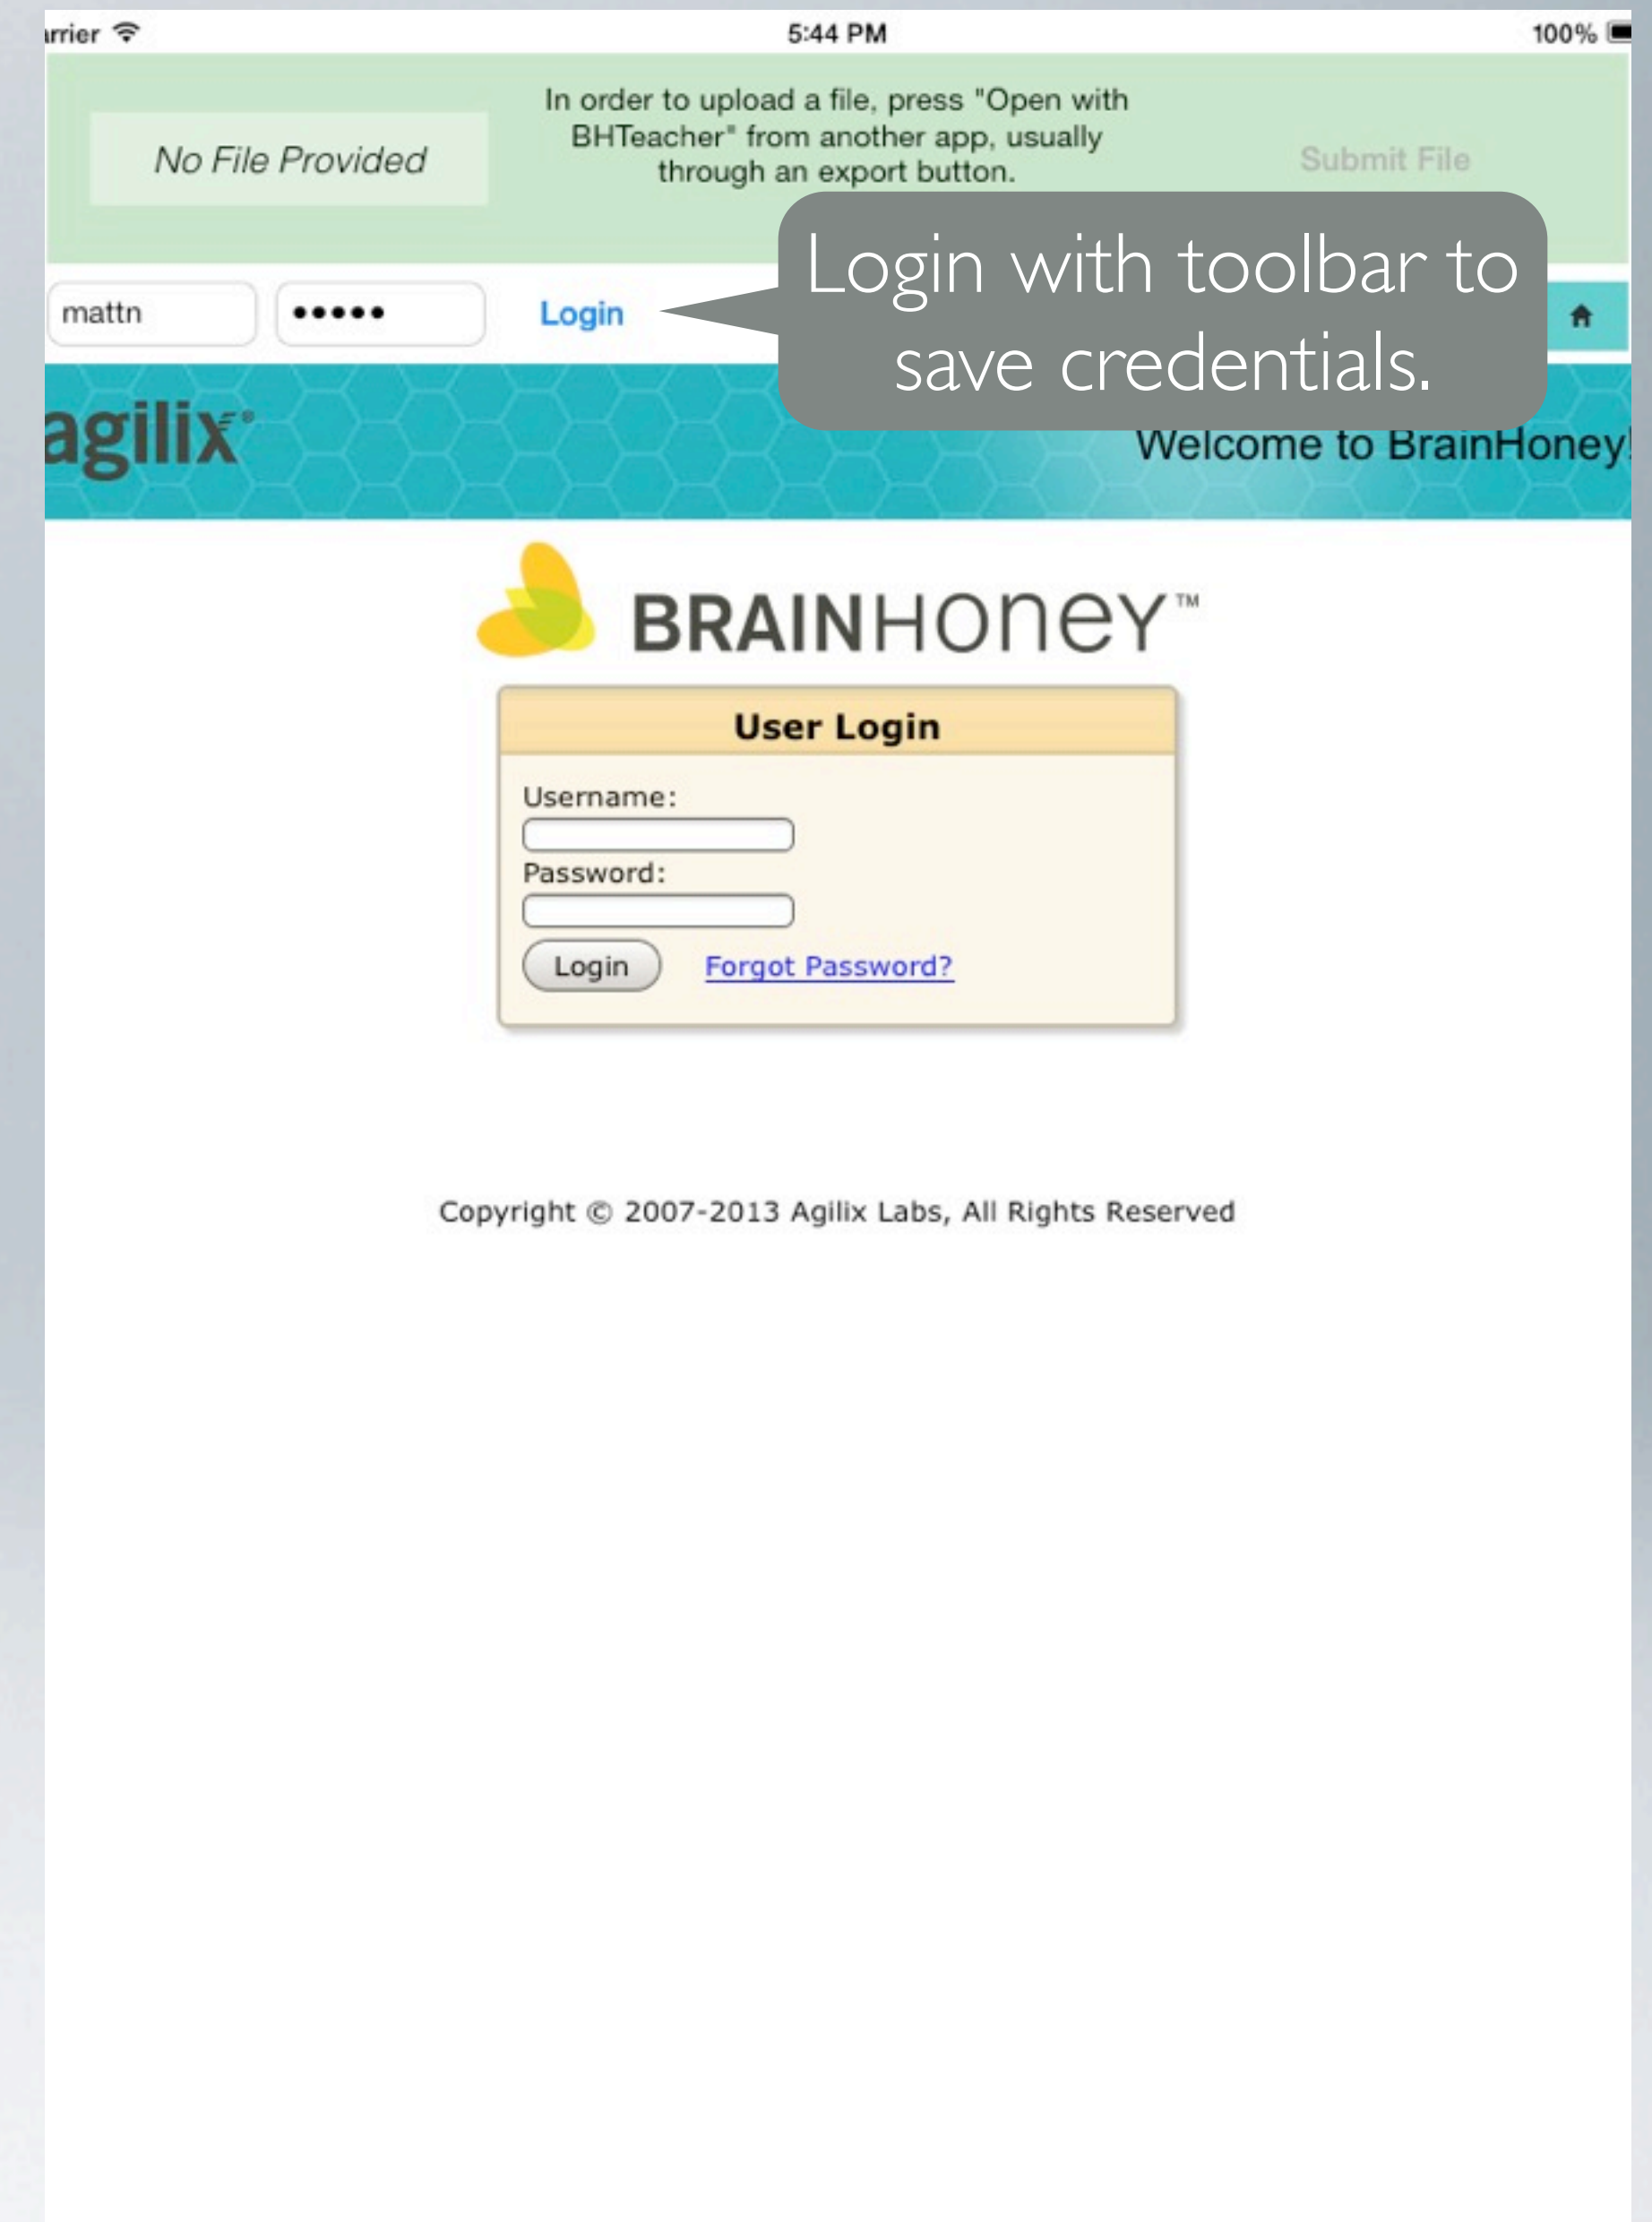 arrier 5:44 PM 100%
No File Provided
In order to upload a file, press "Open with
BHTeacher" from another app, usually
through an export button.
Submit File
Login with toolbar to
save credentials.
mattn ••••• Login
agilix®
Welcome to BrainHoney!
BRAINHONEY™
User Login
Username:
Password:
Login Forgot Password?
Copyright © 2007-2013 Agilix Labs, All Rights Reserved